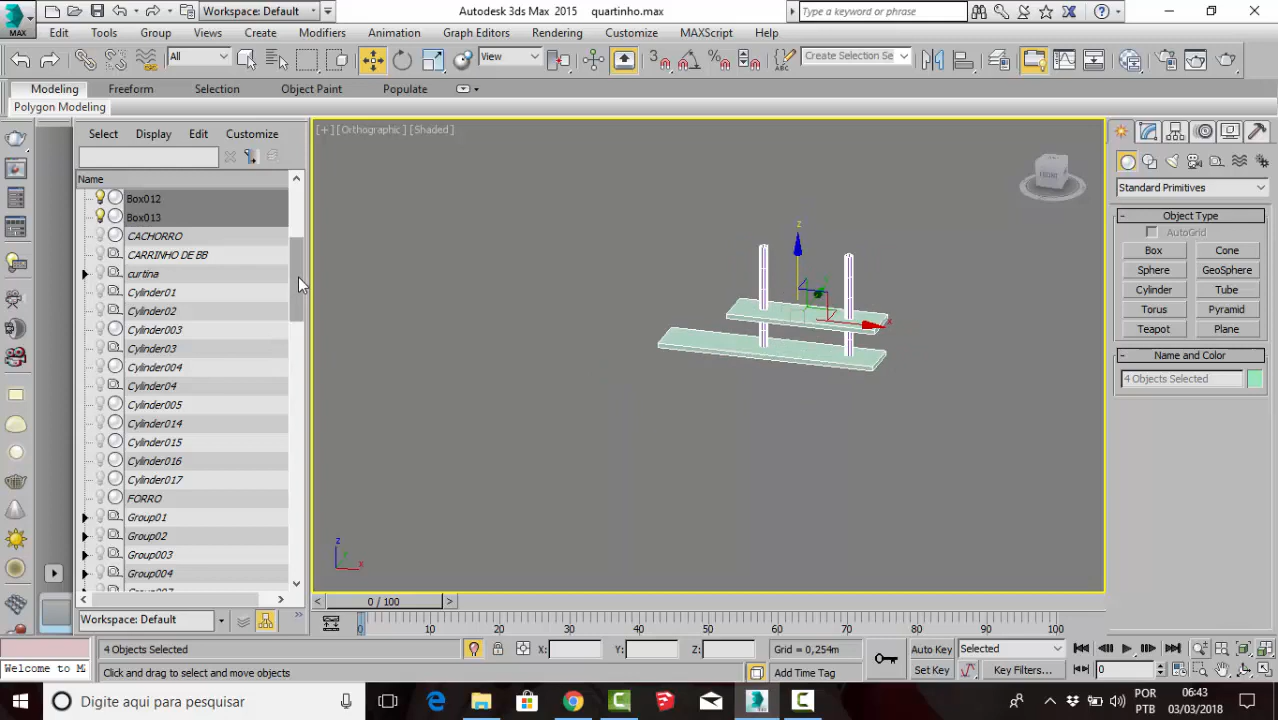 Workspace: Default
Autodesk 3ds Max 2015 quartinho.max
Type a keyword or phrase
MAX
Edit Tools Group Views Create Modifiers Animation Graph Editors Rendering Customize MAXScript Help
All View Create Selection Se
Modeling Freeform Selection Object Paint Populate
Polygon Modeling
Select Display Edit Customize
[+][Orthographic][Shaded]
Name
Box012
Box013
CACHORRO
CARRINHO DE BB
curtina
Cylinder01
Cylinder02
Cylinder003
Cylinder03
Cylinder004
Cylinder04
Cylinder005
Cylinder014
Cylinder015
Cylinder016
Cylinder017
FORRO
Group01
Group02
Group003
Group004
FRONT
z
x
z
x
Standard Primitives
Object Type
AutoGrid
Box Cone
Sphere GeoSphere
Cylinder Tube
Torus Pyramid
Teapot Plane
Name and Color
4 Objects Selected
Workspace: Default
0 / 100
0 10 20 30 40 50 60 70 80 90 100
4 Objects Selected X: Y: Z: Grid = 0,254m Auto Key Selected
Welcome to M Click and drag to select and move objects Add Time Tag Set Key Key Filters... 0
Digite aqui para pesquisar
POR
PTB
06:43
03/03/2018